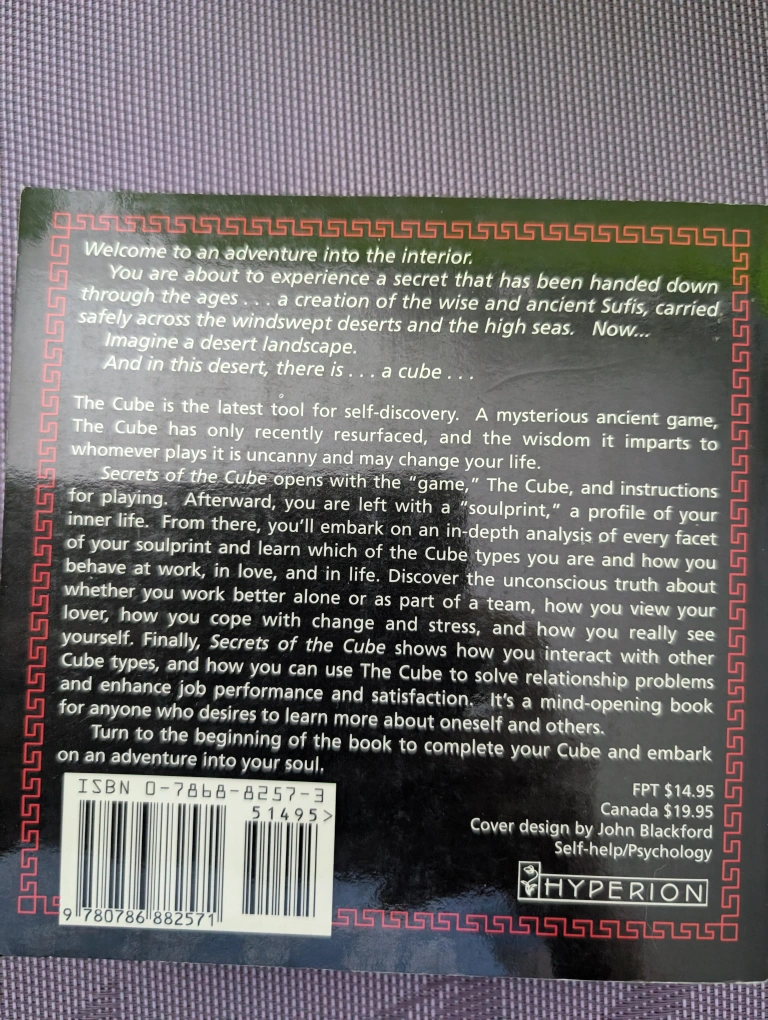 Welcome to an adventure into the interior.
You are about to experience a secret that has been handed down
through the ages . . . a creation of the wise and ancient Sufis, carried
safely across the windswept deserts and the high seas. Now...
Imagine a desert landscape.
And in this desert, there is . . . a cube . . .
The Cube is the latest tool for self-discovery. A mysterious ancient game,
The Cube has only recently resurfaced, and the wisdom it imparts to
whomever plays it is uncanny and may change your life.
Secrets of the Cube opens with the “game,” The Cube, and instructions
for playing. Afterward, you are left with a “soulprint,” a profile of your
inner life. From there, you’ll embark on an in-depth analysis of every facet
of your soulprint and learn which of the Cube types you are and how you
behave at work, in love, and in life. Discover the unconscious truth about
whether you work better alone or as part of a team, how you view your
lover, how you cope with change and stress, and how you really see
yourself. Finally, Secrets of the Cube shows how you interact with other
Cube types, and how you can use The Cube to solve relationship problems
and enhance job performance and satisfaction. It’s a mind-opening book
for anyone who desires to learn more about oneself and others.
Turn to the beginning of the book to complete your Cube and embark
on an adventure into your soul.
ISBN 0-7868-8257-3
51495>
9 780786 882571
FPT $14.95
Canada $19.95
Cover design by John Blackford
Self-help/Psychology
HYPERION